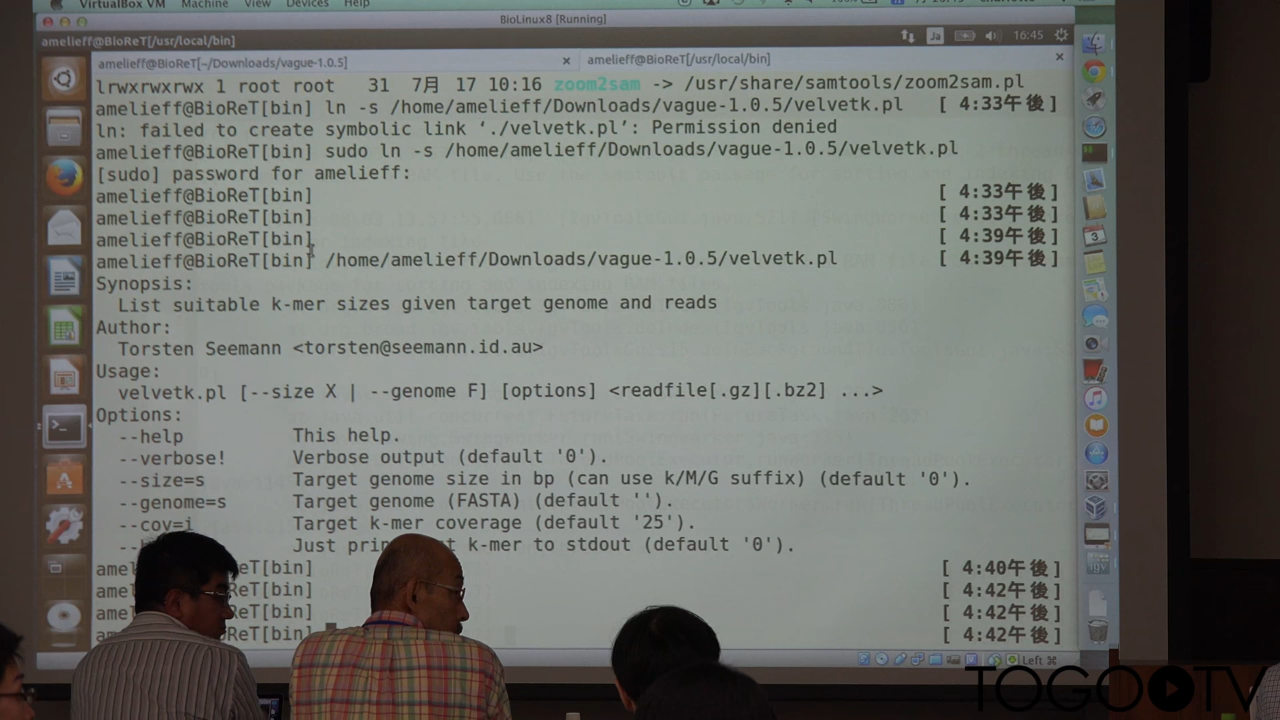 VirtualBox VM Machine View Devices Help
BioLinux8 [Running]
amelieff@BioReT[/usr/local/bin]
Ja 16:45
amelieff@BioReT[~/Downloads/vague-1.0.5] × amelieff@BioReT[/usr/local/bin] ×
lrwxrwxrwx 1 root root 31 7月 17 10:16 zoom2sam -> /usr/share/samtools/zoom2sam.pl
amelieff@BioReT[bin] ln -s /home/amelieff/Downloads/vague-1.0.5/velvetk.pl [ 4:33午後]
ln: failed to create symbolic link ‘./velvetk.pl’: Permission denied
amelieff@BioReT[bin] sudo ln -s /home/amelieff/Downloads/vague-1.0.5/velvetk.pl
[sudo] password for amelieff:
amelieff@BioReT[bin] [ 4:33午後]
amelieff@BioReT[bin] [ 4:33午後]
amelieff@BioReT[bin] [ 4:39午後]
amelieff@BioReT[bin] /home/amelieff/Downloads/vague-1.0.5/velvetk.pl [ 4:39午後]
Synopsis:
List suitable k-mer sizes given target genome and reads
Author:
Torsten Seemann <torsten@seemann.id.au>
Usage:
velvetk.pl [--size X | --genome F] [options] <readfile[.gz][.bz2] ...>
Options:
--help This help.
--verbose! Verbose output (default '0').
--size=s Target genome size in bp (can use k/M/G suffix) (default '0').
--genome=s Target genome (FASTA) (default '').
--cov=i Target k-mer coverage (default '25').
Just k-mer to stdout (default '0').
[bin] [ 4:40午後]
ReT[bin] [ 4:42午後]
[bin] [ 4:42午後]
ReT[bin] [ 4:42午後]
Left ⌘
TOGO TV